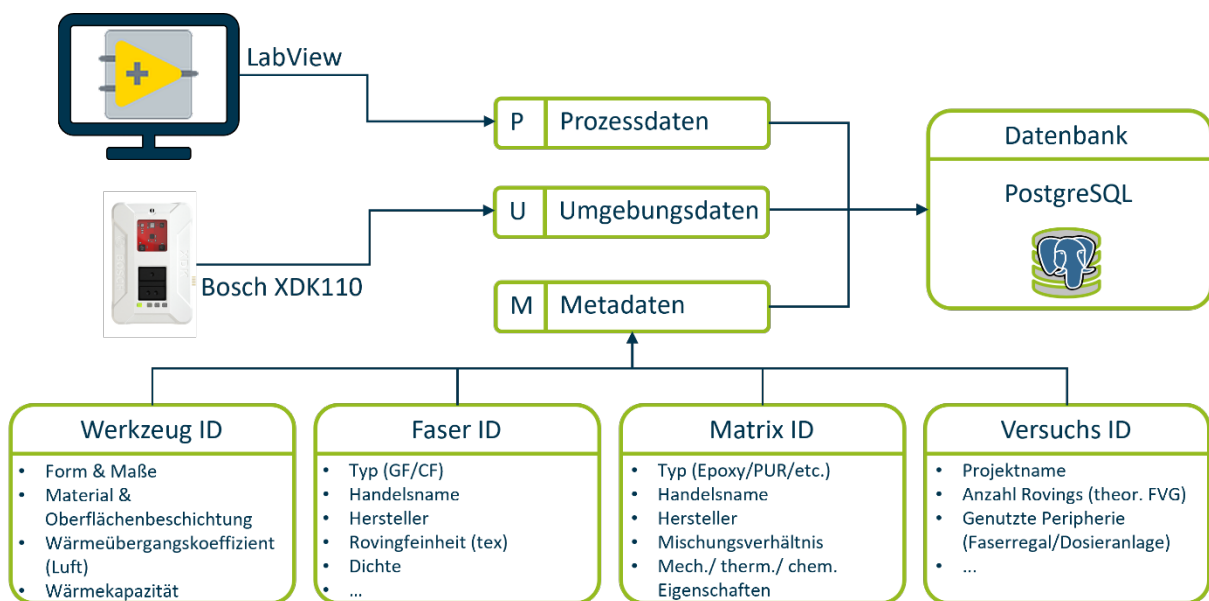 LabView
P Prozessdaten
Datenbank
PostgreSQL
U Umgebungsdaten
Bosch XDK110
M Metadaten
Werkzeug ID
• Form & Maße
• Material &
Oberflächenbeschichtung
• Wärmeübergangskoeffizient
(Luft)
• Wärmekapazität
Faser ID
• Typ (GF/CF)
• Handelsname
• Hersteller
• Rovingfeinheit (tex)
• Dichte
• ...
Matrix ID
• Typ (Epoxy/PUR/etc.)
• Handelsname
• Hersteller
• Mischungsverhältnis
• Mech./ therm./ chem.
Eigenschaften
Versuchs ID
• Projektname
• Anzahl Rovings (theor. FVG)
• Genutzte Peripherie
(Faserregal/Dosieranlage)
• ...